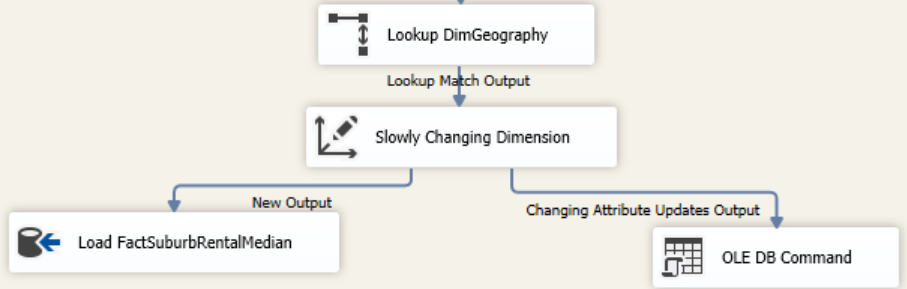 Lookup DimGeography
Lookup Match Output
Slowly Changing Dimension
New Output
Changing Attribute Updates Output
Load FactSuburbRentalMedian
OLE DB Command